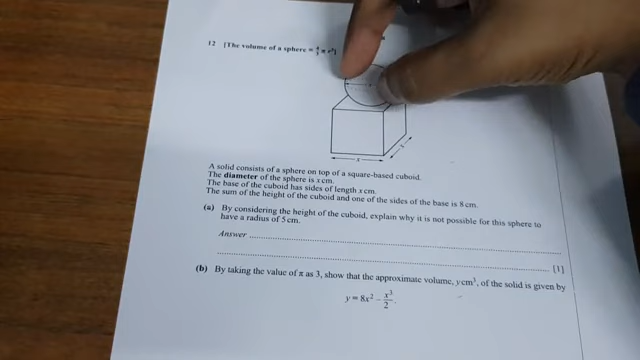 12 [The volume of a sphere = 4/3 π r³]
x
x
A solid consists of a sphere on top of a square-based cuboid.
The diameter of the sphere is x cm.
The base of the cuboid has sides of length x cm.
The sum of the height of the cuboid and one of the sides of the base is 8 cm.
(a) By considering the height of the cuboid, explain why it is not possible for this sphere to
have a radius of 5 cm.
Answer
[1]
(b) By taking the value of π as 3, show that the approximate volume, y cm³, of the solid is given by
y = 8x² – x³/2.